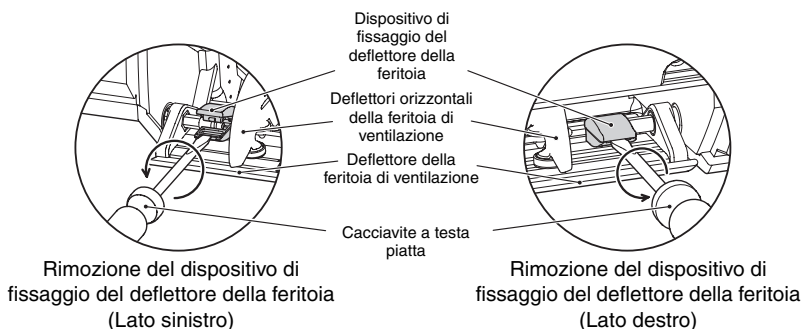 Dispositivo di
fissaggio del
deflettore della
feritoia
Deflettori orizzontali
della feritoia di
ventilazione
Deflettore della
feritoia di ventilazione
Cacciavite a testa
piatta
Rimozione del dispositivo di
fissaggio del deflettore della feritoia
(Lato sinistro)
Rimozione del dispositivo di
fissaggio del deflettore della feritoia
(Lato destro)